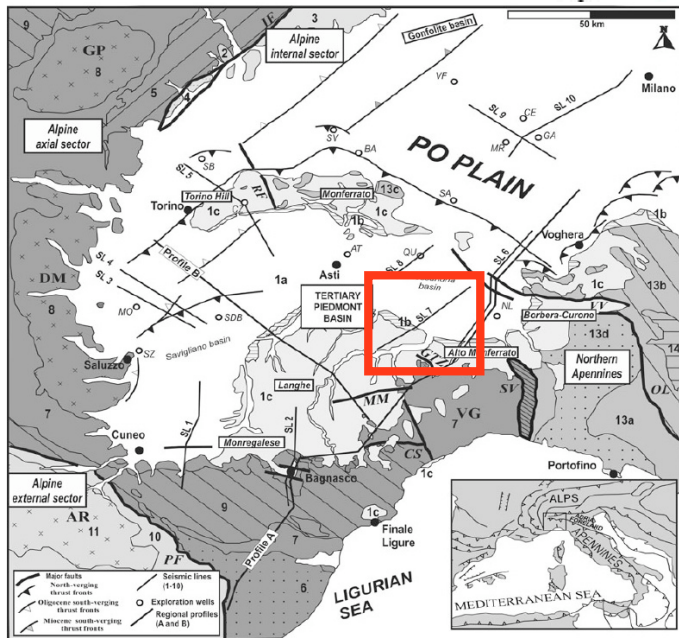 9
GP
8
5
4
2
3
IF
Alpine
internal sector
Gonfolite basin
50 km
N
Milano
VF
SL 9
SL 10
CE
GA
MR
Alpine
axial sector
SV
BA
SB
SL 5
PO PLAIN
Torino Hill
RF
Monferrato
13c
Torino
1c
1b
1c
SA
Voghera
1b
SL 6
AT
QU
SL 8
Asti
Profile B
SL 4
SL 3
DM
8
1a
basin
1c
13b
TERTIARY
PIEDMONT
BASIN
1b
SL 7
NL
VV
Borbera-Curone
13d
MO
SDB
SZ
Savigliano basin
Saluzzo
GTZ
Alto Monferrato
Northern
Apennines
14
Langhe
1c
MM
VG
7
SV
OL
13a
7
SL 1
SL 2
Cuneo
Monregalese
CS
1c
Portofino
Bagnasco
Alpine
external sector
AR
11
10
PF
9
7
6
Profile A
1c
Finale
Ligure
LIGURIAN
SEA
ALPS
APENNINES
MEDITERRANEAN SEA
Major faults
North-verging
thrust fronts
Oligocene south-verging
thrust fronts
Miocene south-verging
thrust fronts
Seismic lines
(1-10)
Exploration wells
Regional profiles
(A and B)